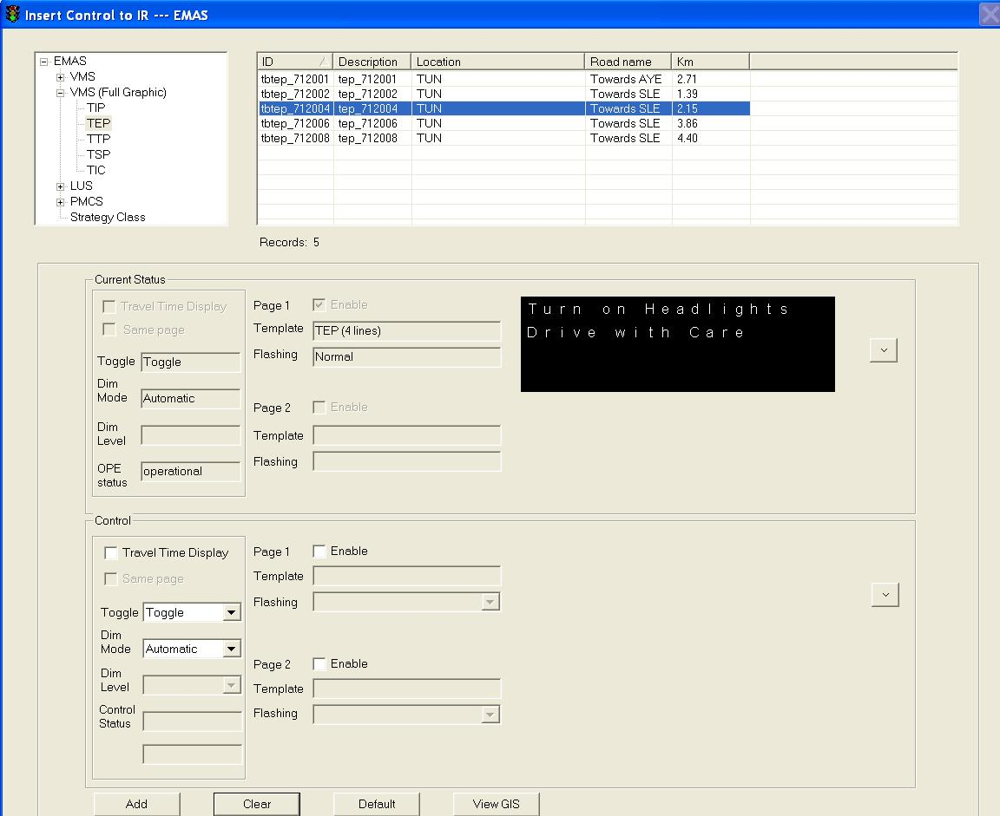 Insert Control to IR --- EMAS
EMAS
VMS
VMS (Full Graphic)
TIP
TEP
TTP
TSP
TIC
LUS
PMCS
Strategy Class
ID Description Location Road name Km
tbtep_712001 tep_712001 TUN Towards AYE 2.71
tbtep_712002 tep_712002 TUN Towards SLE 1.39
tbtep_712004 tep_712004 TUN Towards SLE 2.15
tbtep_712006 tep_712006 TUN Towards SLE 3.86
tbtep_712008 tep_712008 TUN Towards SLE 4.40
Records: 5
Current Status
Travel Time Display
Same page
Toggle Toggle
Dim
Mode Automatic
Dim
Level
OPE
status operational
Page 1 Enable
Template TEP (4 lines)
Flashing Normal
Page 2 Enable
Template
Flashing
Turn on Headlights
Drive with Care
Control
Travel Time Display
Same page
Toggle Toggle
Dim
Mode Automatic
Dim
Level
Control
Status
Page 1 Enable
Template
Flashing
Page 2 Enable
Template
Flashing
Add Clear Default View GIS